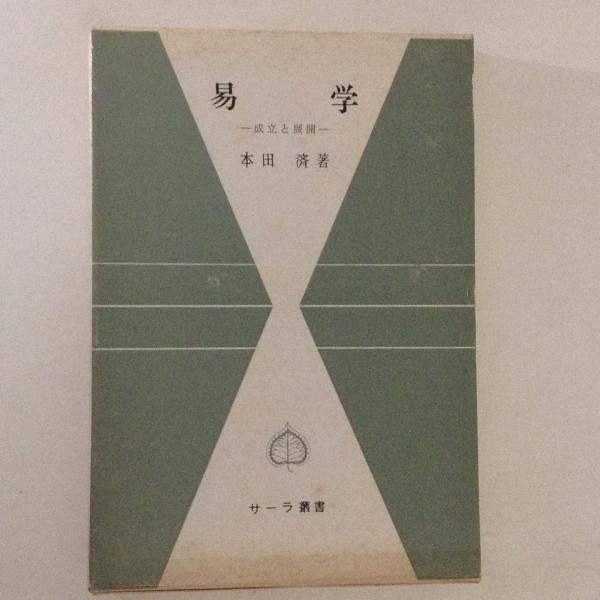 易学
―成立と展開―
本田 済著
サーラ叢書